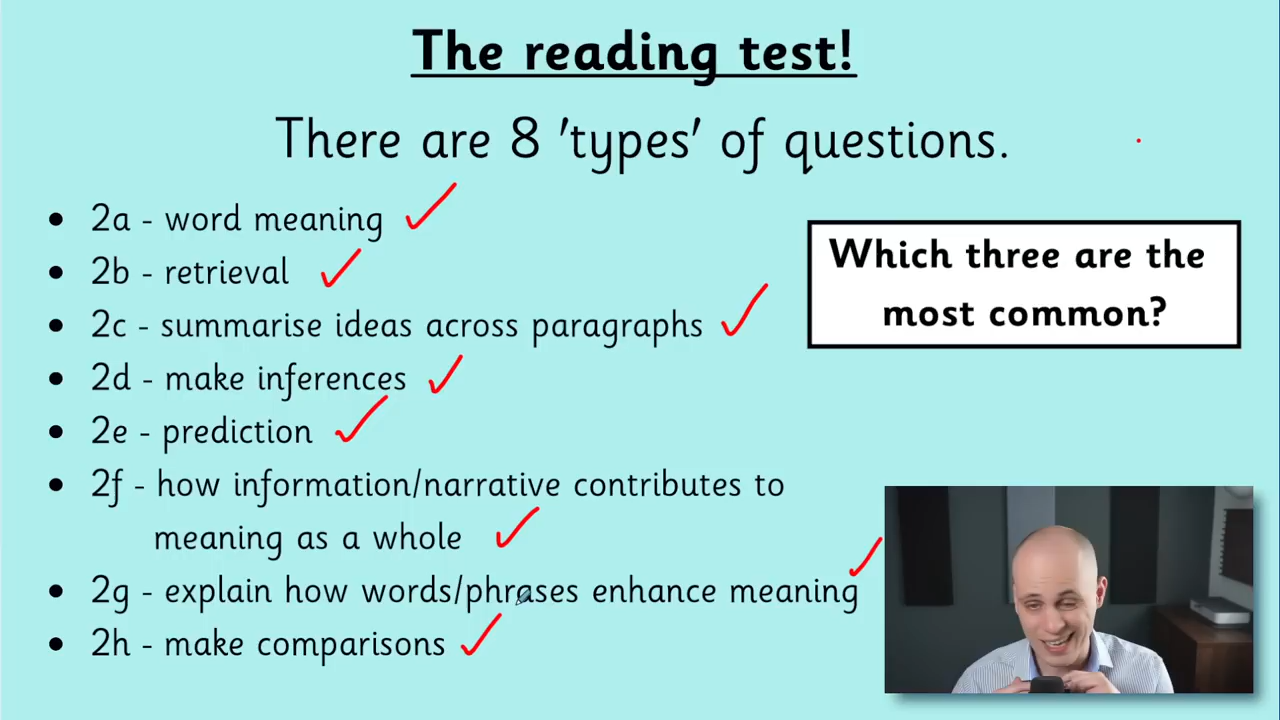 The reading test!
There are 8 'types' of questions.
• 2a - word meaning
• 2b - retrieval
• 2c - summarise ideas across paragraphs
• 2d - make inferences
• 2e - prediction
• 2f - how information/narrative contributes to
meaning as a whole
• 2g - explain how words/phrases enhance meaning
• 2h - make comparisons
Which three are the
most common?